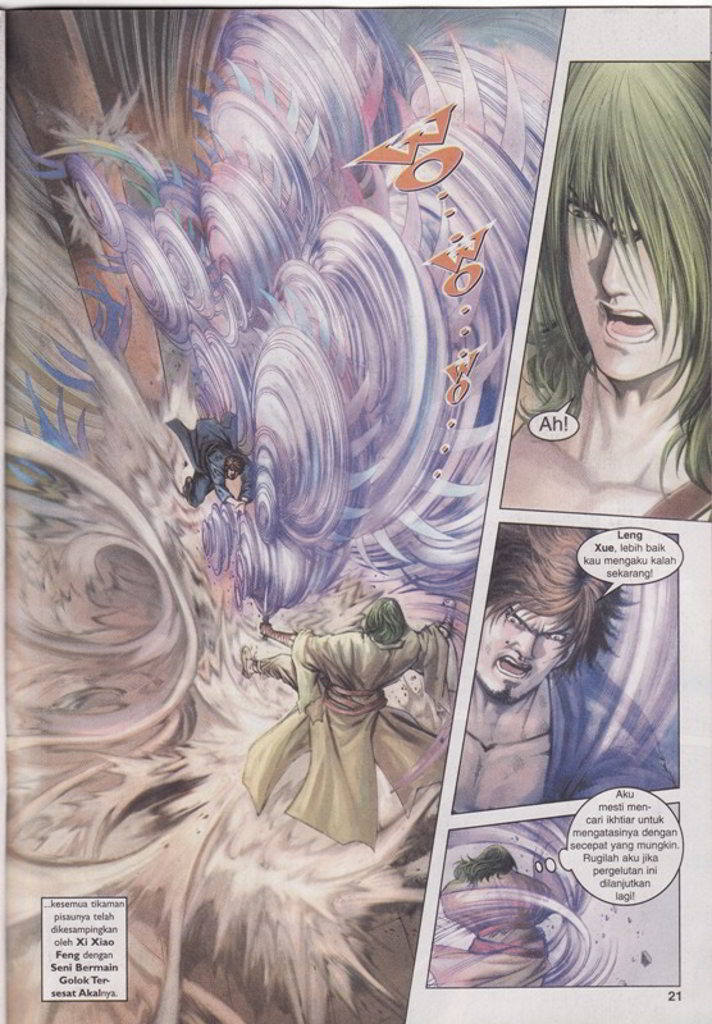 WO
WO
WO
...kesemua tikaman
pisaunya telah
dikesampingkan
oleh Xi Xiao
Feng dengan
Seni Bermain
Golok Ter-
sesat Akalnya.
Ah!
Leng
Xue, lebih baik
kau mengaku kalah
sekarang!
Aku
mesti men-
cari ikhtiar untuk
mengatasinya dengan
secepat yang mungkin.
Rugilah aku jika
pergelutan ini
dilanjutkan
lagi!
21